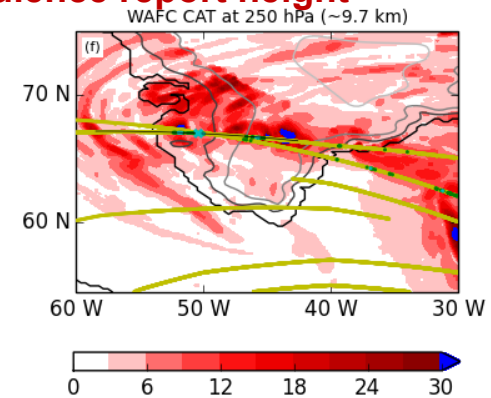 dience report height
WAFC CAT at 250 hPa (~9.7 km)
(f)
70 N
60 N
60 W 50 W 40 W 30 W
0 6 12 18 24 30